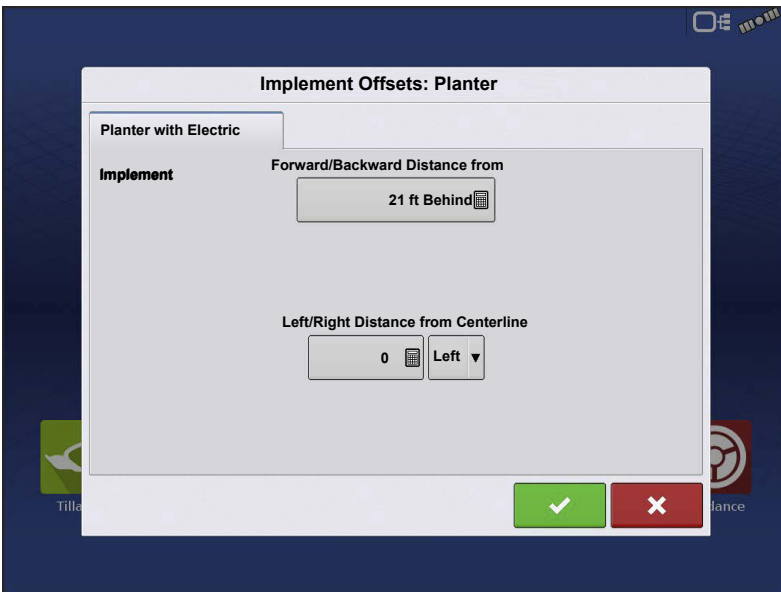 Implement Offsets: Planter
Planter with Electric
Implement
Forward/Backward Distance from
21 ft Behind
Left/Right Distance from Centerline
0
Left
Tilla
lance